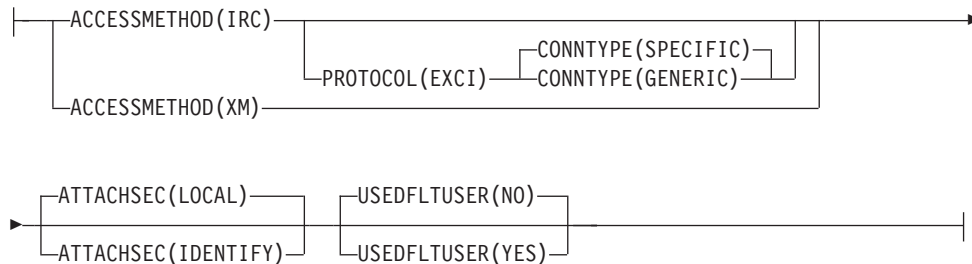 ACCESSMETHOD(IRC)
CONNTYPE(SPECIFIC)
PROTOCOL(EXCI)
CONNTYPE(GENERIC)
ACCESSMETHOD(XM)
ATTACHSEC(LOCAL)
USEDFLTUSER(NO)
ATTACHSEC(IDENTIFY)
USEDFLTUSER(YES)